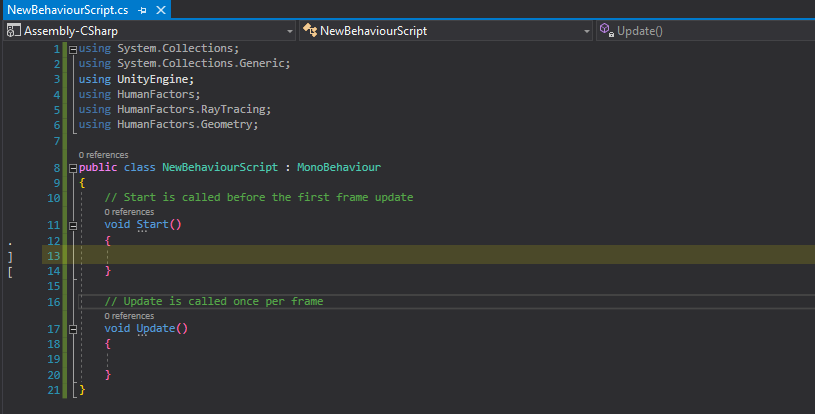 NewBehaviourScript.cs
Assembly-CSharp NewBehaviourScript Update()
1 using System.Collections;
2 using System.Collections.Generic;
3 using UnityEngine;
4 using HumanFactors;
5 using HumanFactors.RayTracing;
6 using HumanFactors.Geometry;
7
0 references
8 public class NewBehaviourScript : MonoBehaviour
9 {
10 // Start is called before the first frame update
0 references
11 void Start()
. 12 {
] 13
[ 14 }
15
16 // Update is called once per frame
0 references
17 void Update()
18 {
19
20 }
21 }